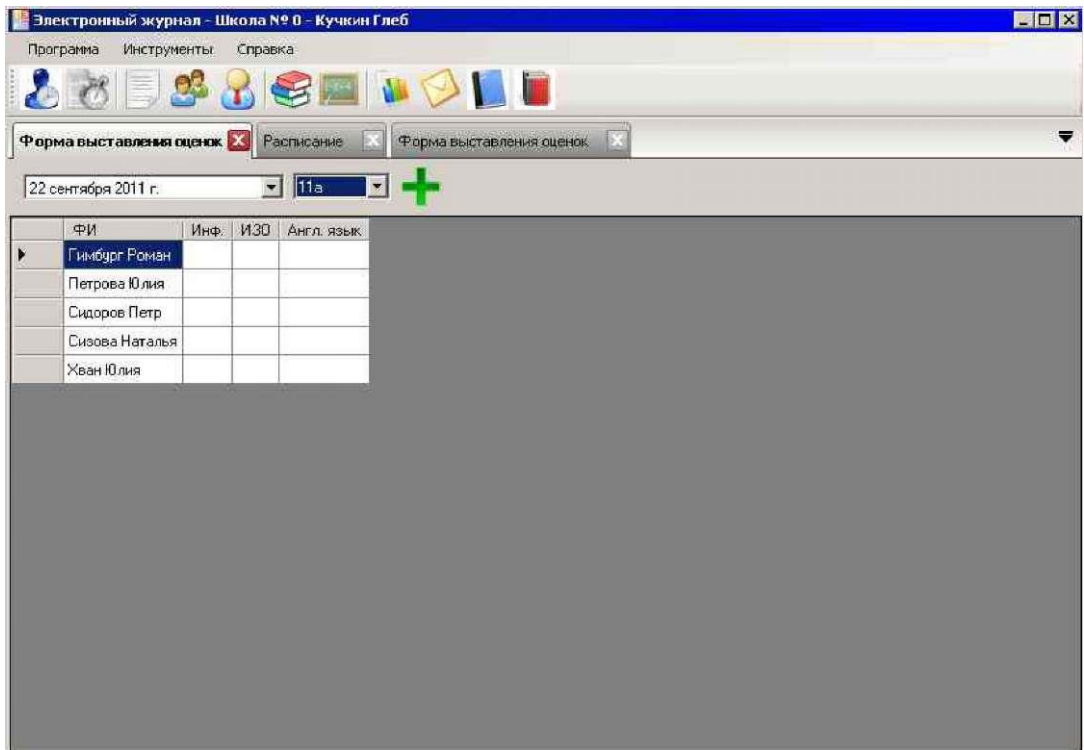 Электронный журнал - Школа № 0 - Кучкин Глеб
Программа Инструменты Справка
Форма выставления оценок Расписание Форма выставления оценок
22 сентября 2011 г. 11а
ФИ Инф. ИЗО Англ. язык
Гимбург Роман
Петрова Юлия
Сидоров Петр
Сизова Наталья
Хван Юлия